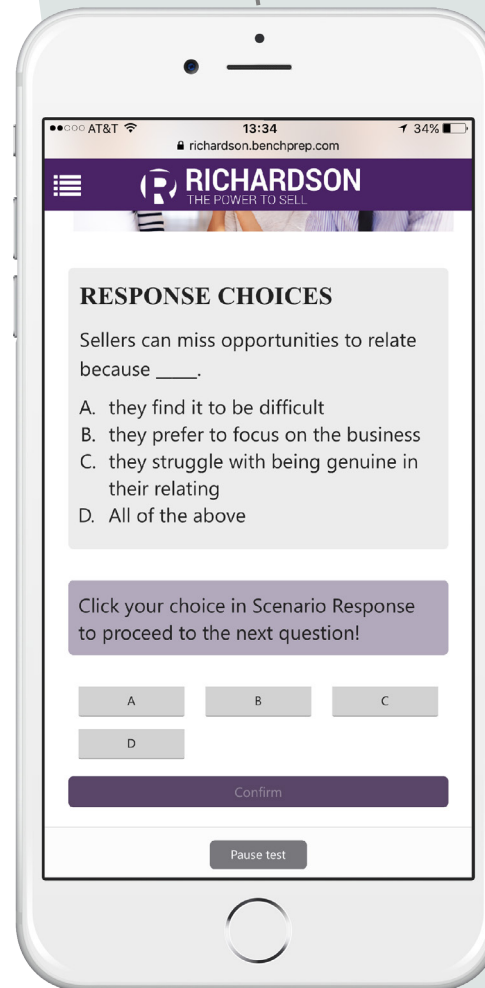 ●●○○○ AT&T 13:34 34%
richardson.benchprep.com
R RICHARDSON
THE POWER TO SELL
RESPONSE CHOICES
Sellers can miss opportunities to relate
because ____.
A. they find it to be difficult
B. they prefer to focus on the business
C. they struggle with being genuine in
their relating
D. All of the above
Click your choice in Scenario Response
to proceed to the next question!
A B C
D
Confirm
Pause test